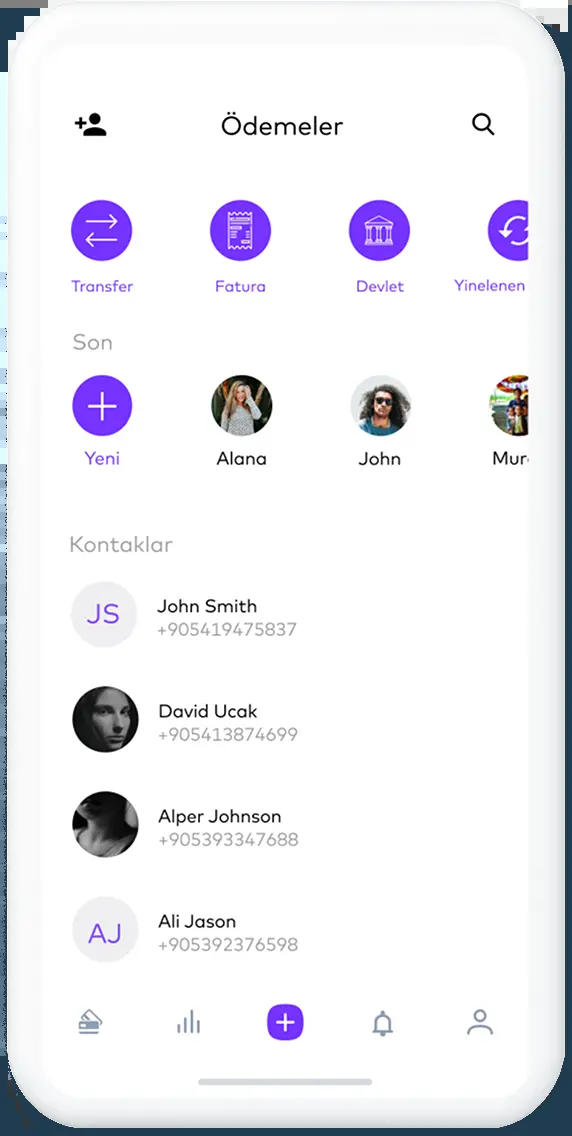 Ödemeler
Transfer Fatura Devlet Yinelenen
Son
Yeni Alana John Mur
Kontaklar
JS
John Smith
+905419475837
David Ucak
+905413874699
Alper Johnson
+905393347688
AJ
Ali Jason
+905392376598